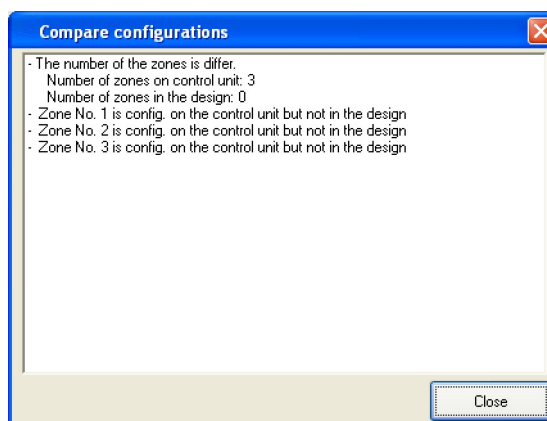 Compare configurations
- The number of the zones is differ.
Number of zones on control unit: 3
Number of zones in the design: 0
- Zone No. 1 is config. on the control unit but not in the design
- Zone No. 2 is config. on the control unit but not in the design
- Zone No. 3 is config. on the control unit but not in the design
Close